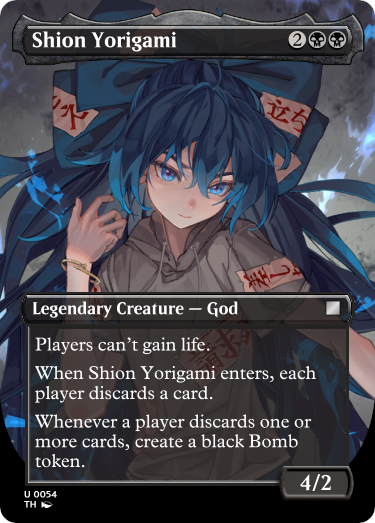 Shion Yorigami 2
Legendary Creature — God
Players can't gain life.
When Shion Yorigami enters, each
player discards a card.
Whenever a player discards one or
more cards, create a black Bomb
token.
4/2
U 0054
TH